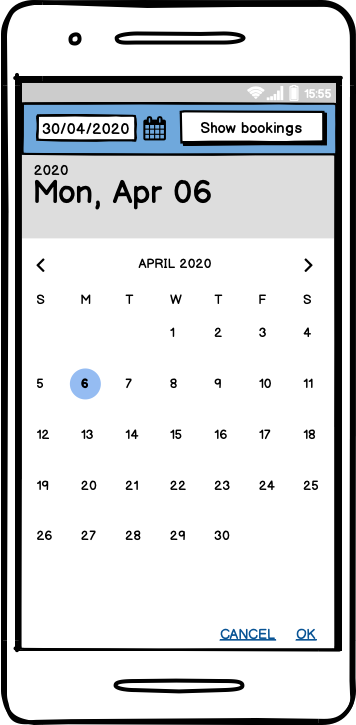 15:55
30/04/2020 Show bookings
2020
Mon, Apr 06
APRIL 2020
S M T W T F S
1 2 3 4
5 6 7 8 9 10 11
12 13 14 15 16 17 18
19 20 21 22 23 24 25
26 27 28 29 30
CANCEL OK